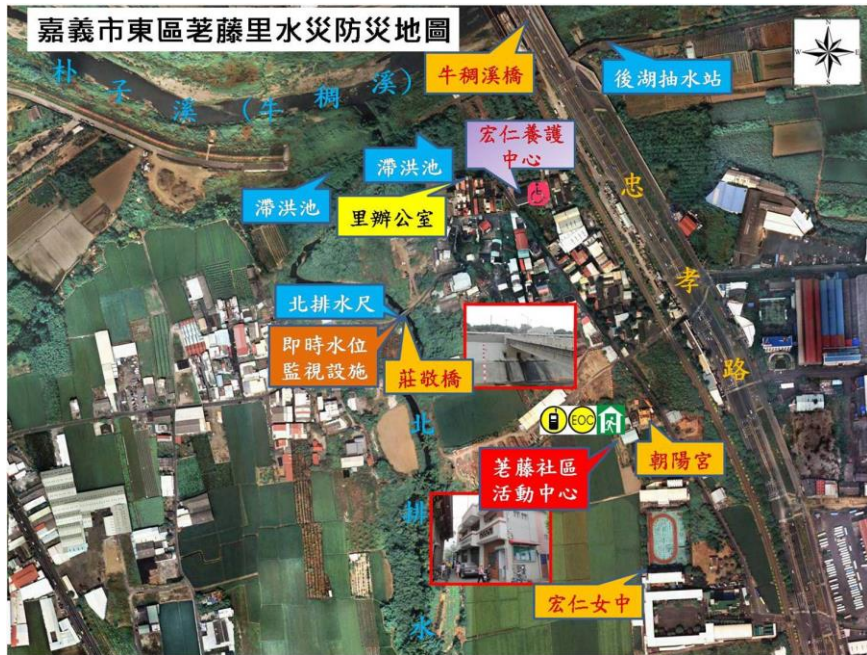 嘉義市東區荖藤里水災防災地圖
N
W
E
S
朴子溪（牛稠溪）
牛稠溪橋
後湖抽水站
宏仁養護
中心
滯洪池
滯洪池
里辦公室
忠孝路
北排水尺
即時水位
監視設施
莊敬橋
北排水
EOC
荖藤社區
活動中心
朝陽宮
宏仁女中